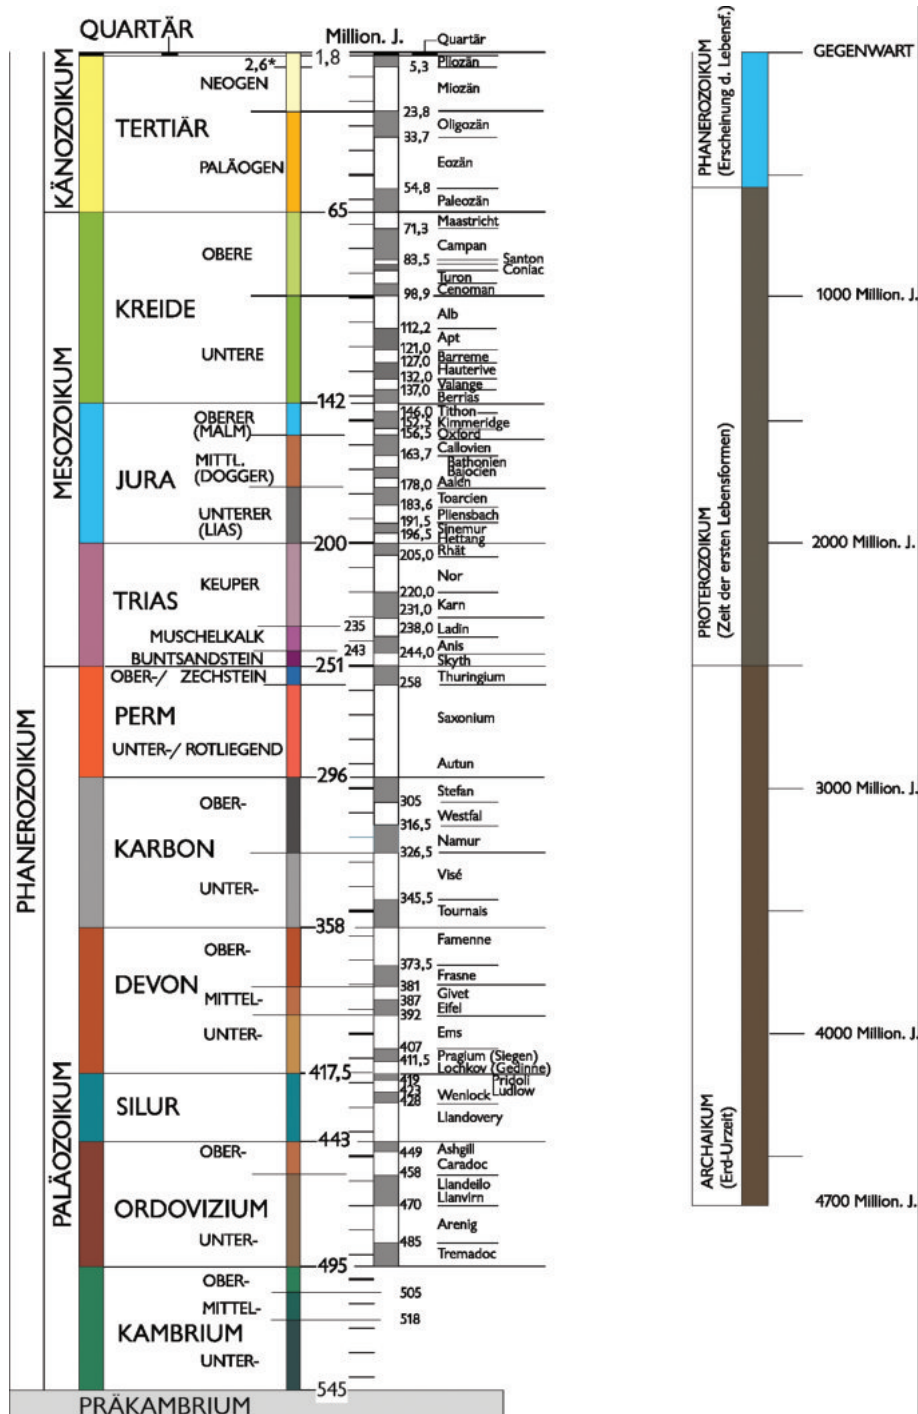 QUARTÄR
Million. J.
Quartär
1,8
2,6*
Pliozän
5,3
KÄNOZOIKUM
TERTIÄR
NEOGEN
Miozän
23,8
Oligozän
33,7
PALÄOGEN
Eozän
54,8
Paleozän
65
MESOZOIKUM
KREIDE
OBERE
Maastricht
71,3
Campan
83,5
Santon
Coniac
Turon
Cenoman
98,9
UNTERE
Alb
112,2
Apt
121,0
Barreme
127,0
Hauterive
132,0
Valange
137,0
Berrias
142
JURA
OBERER
(MALM)
146,0 Tithon
152,5 Kimmeridge
156,5 Oxford
MITTL.
(DOGGER)
Callovien
163,7
Bathonien
Bajocien
178,0 Aalén
UNTERER
(LIAS)
Toarcien
183,6
Pliensbach
191,5
Sinemur
196,5 Hettang
200
TRIAS
KEUPER
205,0 Rhät
Nor
220,0
Karn
231,0
235
MUSCHELKALK
238,0 Ladin
243
Anis
244,0
BUNTSANDSTEIN
Skyth
251
PHANEROZOIKUM
PALÄOZOIKUM
PERM
OBER-/ ZECHSTEIN
Thuringium
258
UNTER-/ ROTLIEGEND
Saxonium
Autun
296
KARBON
OBER-
Stefan
305
Westfal
316,5
Namur
326,5
UNTER-
Visé
345,5
Tournais
358
DEVON
OBER-
Famenne
373,5
Frasne
381
MITTEL-
Givet
387
Eifel
392
UNTER-
Ems
407
Pragium (Siegen)
411,5
Lochkov (Gedinne)
417,5
SILUR
419
Pridoli
423
Ludlow
428
Wenlock
Llandovery
443
ORDOVIZIUM
OBER-
449 Ashgill
Caradoc
458
Llandeilo
Llanvirn
470
UNTER-
Arenig
485
Tremadoc
495
KAMBRIUM
OBER-
505
MITTEL-
518
UNTER-
545
PRÄKAMBRIUM
PHANEROZOIKUM
(Erscheinung d. Lebensf.)
GEGENWART
PROTEROZOIKUM
(Zeit der ersten Lebensformen)
1000 Million. J.
2000 Million. J.
ARCHAIKUM
(Erd-Urzeit)
3000 Million. J.
4000 Million. J.
4700 Million. J.